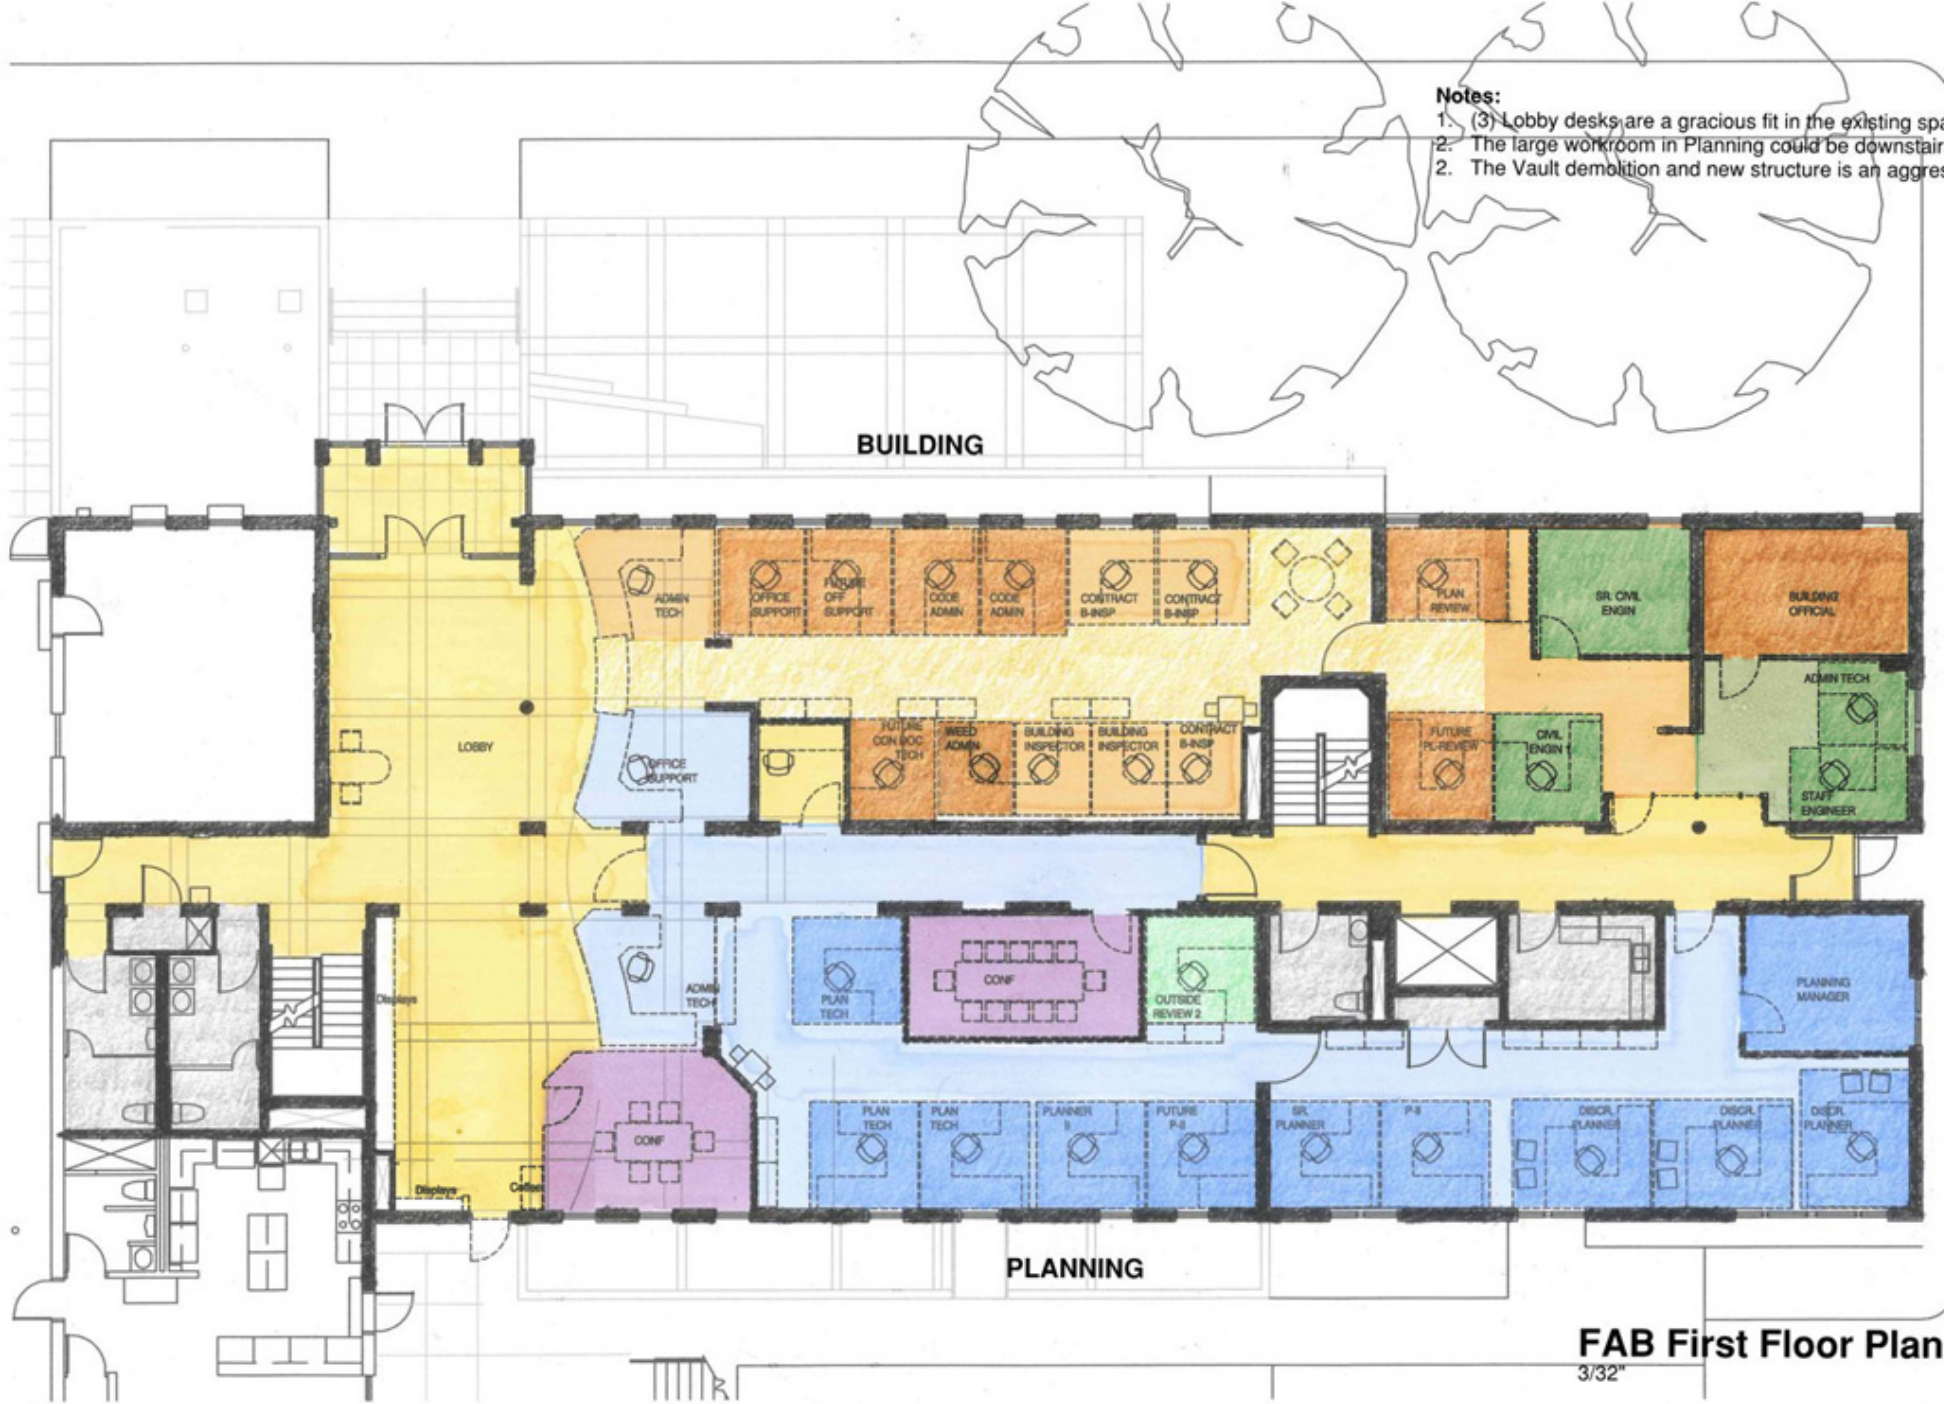 Notes:
1. (3) Lobby desks are a gracious fit in the existing spa
2. The large workroom in Planning could be downstair
2. The Vault demolition and new structure is an aggres
BUILDING
ADMIN
TECH
OFFICE
SUPPORT
FUTURE
OFF
SUPPORT
CODE
ADMIN
CODE
ADMIN
CONTRACT
B-INSP
CONTRACT
B-INSP
PLAN
REVIEW
SR. CIVIL
ENGIN
BUILDING
OFFICIAL
ADMIN TECH
STAFF
ENGINEER
LOBBY
OFFICE
SUPPORT
FUTURE
CON DOC
TECH
WEED
ADMIN
BUILDING
INSPECTOR
BUILDING
INSPECTOR
CONTRACT
B-INSP
FUTURE
PL-REVIEW
CIVIL
ENGIN
Displays
ADMIN
TECH
PLAN
TECH
CONF
OUTSIDE
REVIEW 2
PLANNING
MANAGER
CONF
PLAN
TECH
PLAN
TECH
PLANNER
II
FUTURE
P-II
SR.
PLANNER
P-II
DISCR.
PLANNER
DISCR.
PLANNER
DISCR.
PLANNER
Displays
Coffee
PLANNING
FAB First Floor Plan
3/32"